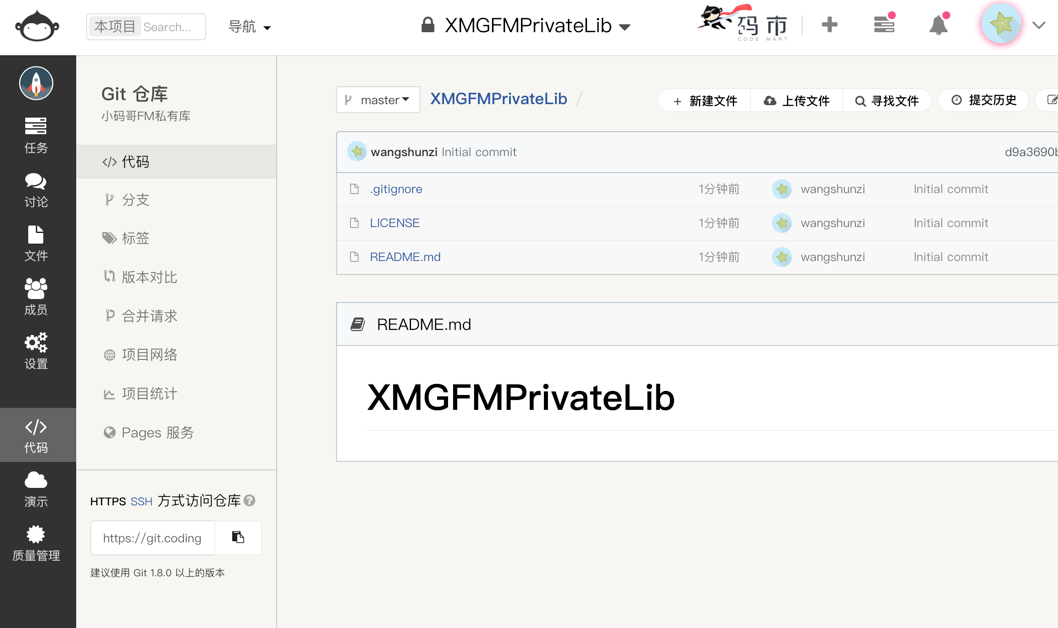 本项目 Search...
导航
XMGFMPrivateLib
码市
CODE MART
任务
讨论
文件
成员
设置
代码
演示
质量管理
Git 仓库
小码哥FM私有库
</> 代码
分支
标签
版本对比
合并请求
项目网络
项目统计
Pages 服务
HTTPS SSH 方式访问仓库
https://git.coding
建议使用 Git 1.8.0 以上的版本
master
XMGFMPrivateLib /
+ 新建文件 上传文件 寻找文件 提交历史
wangshunzi Initial commit d9a3690b
.gitignore 1分钟前 wangshunzi Initial commit
LICENSE 1分钟前 wangshunzi Initial commit
README.md 1分钟前 wangshunzi Initial commit
README.md
XMGFMPrivateLib